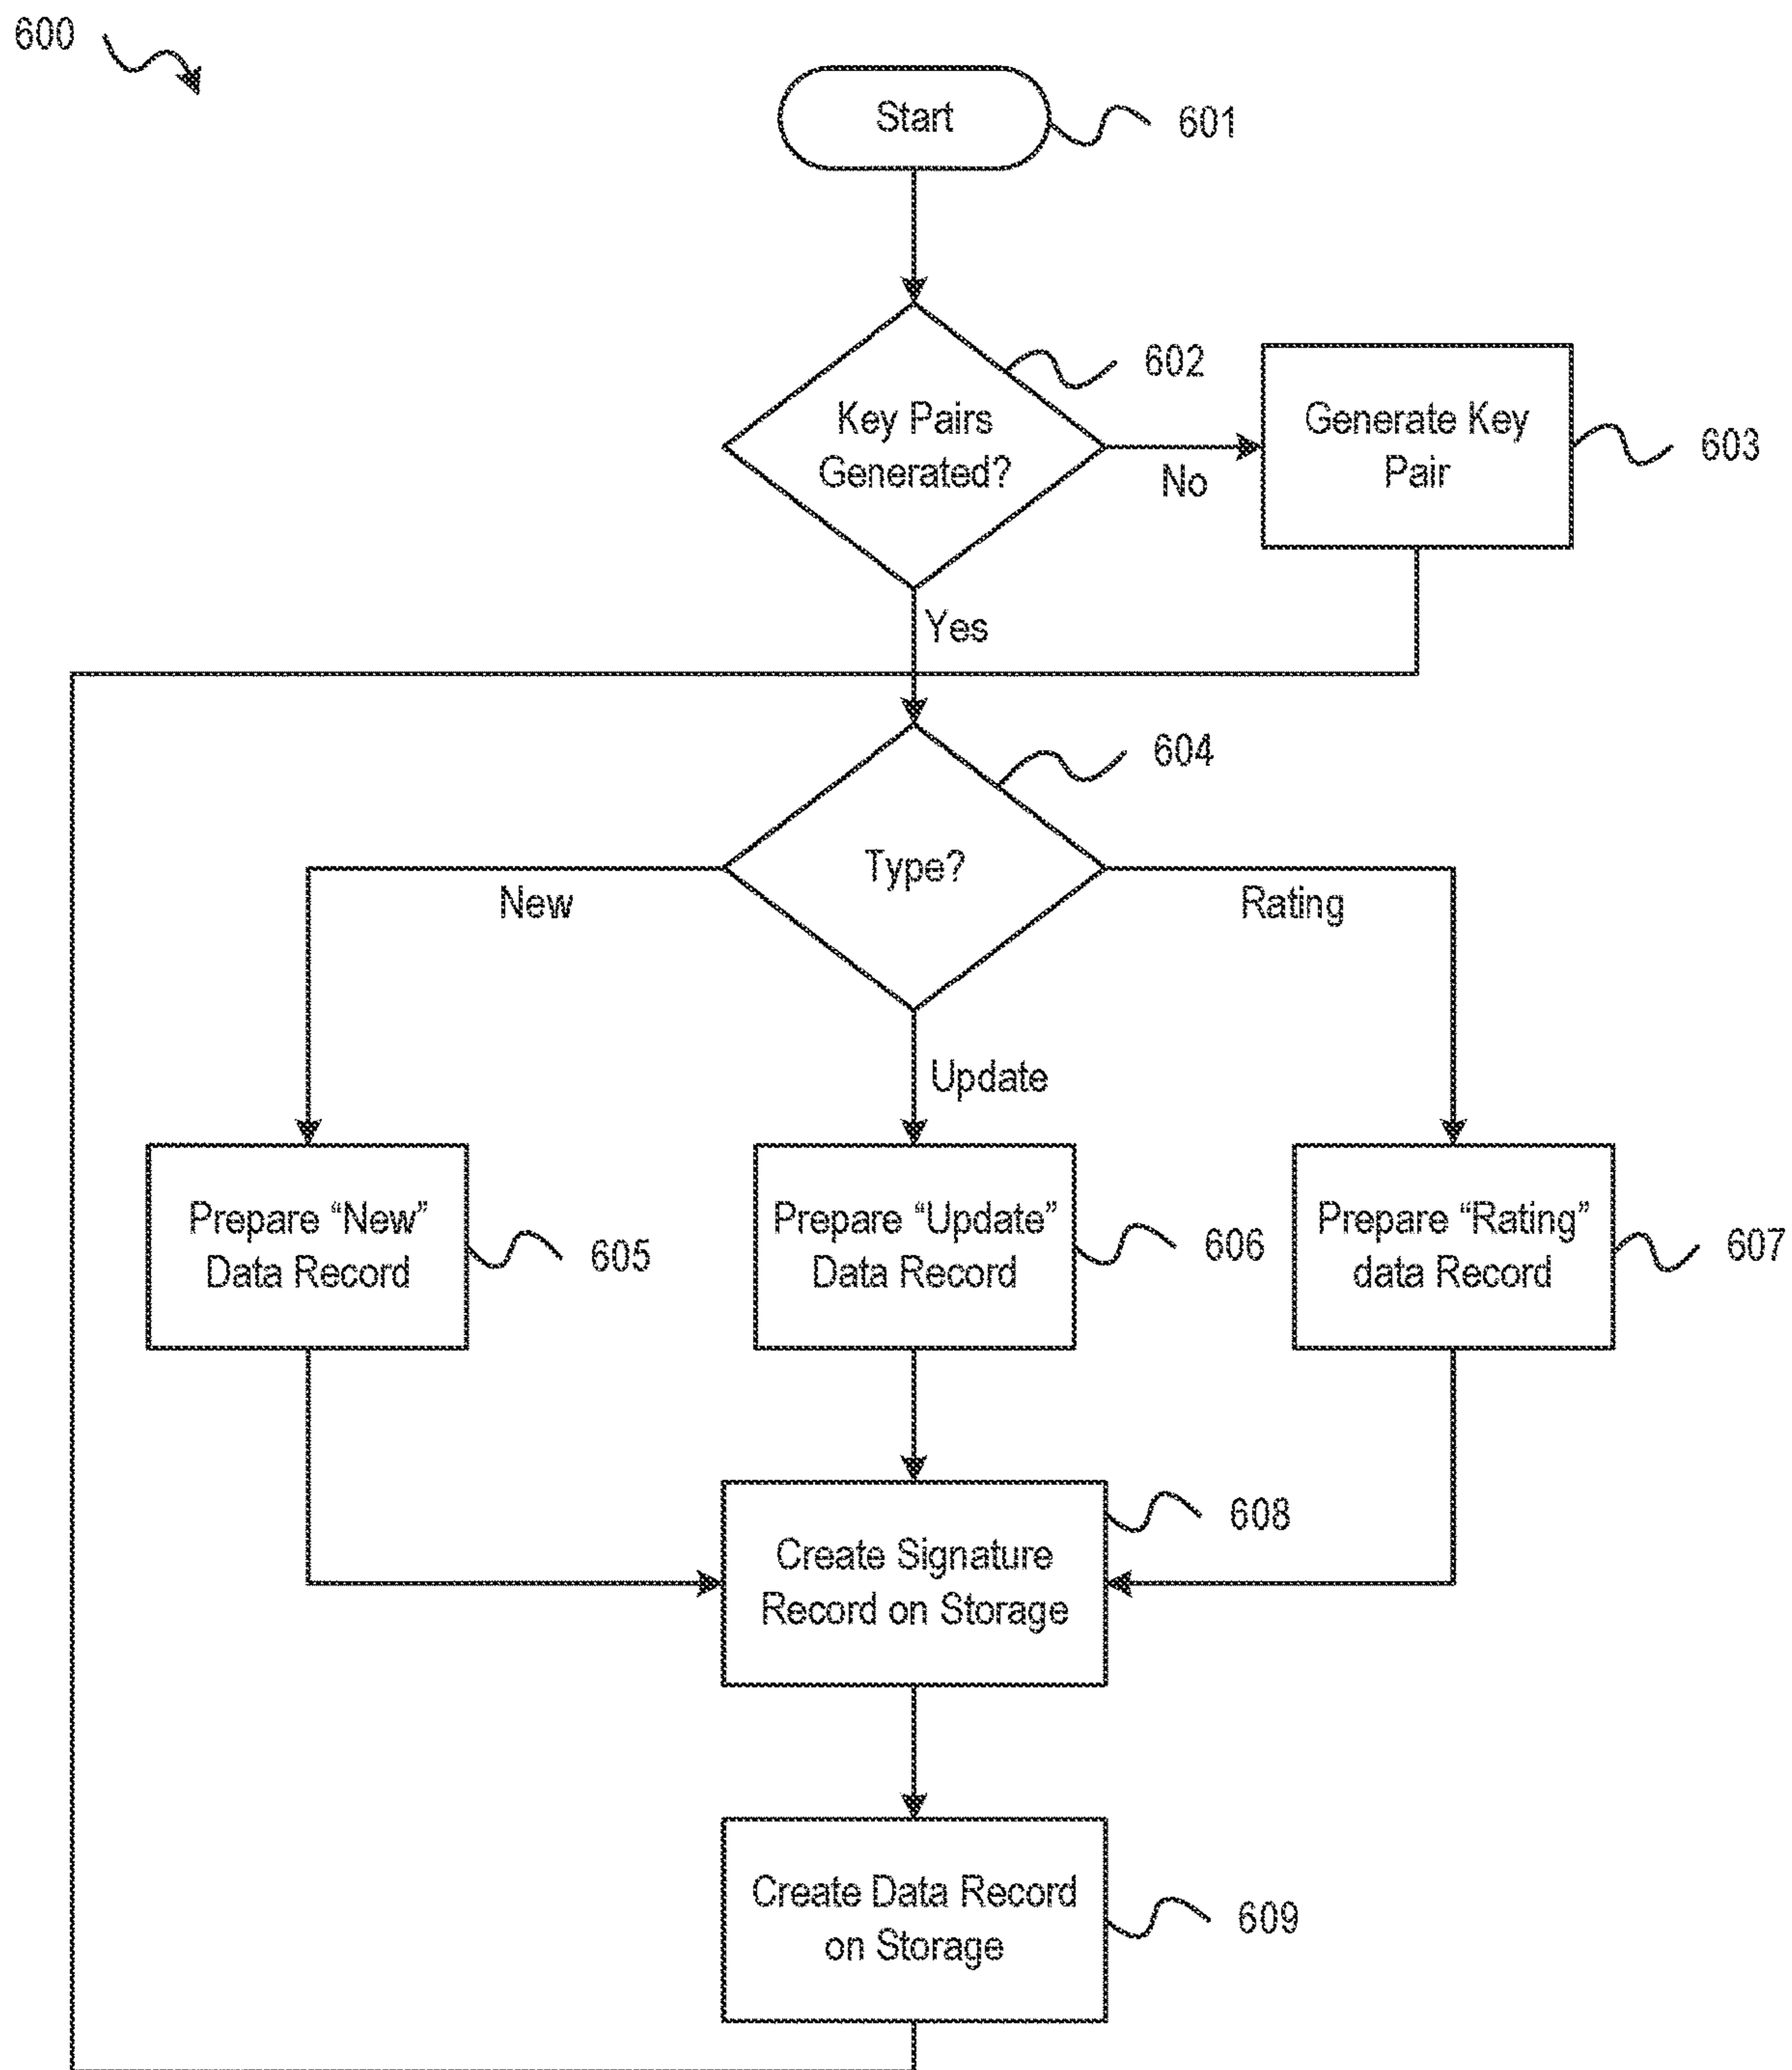 600
Start
601
602
Key Pairs
Generated?
No
Generate Key
Pair
603
Yes
604
Type?
New
Rating
Update
Prepare “New”
Data Record
605
Prepare “Update”
Data Record
606
Prepare “Rating”
data Record
607
608
Create Signature
Record on Storage
Create Data Record
on Storage
609